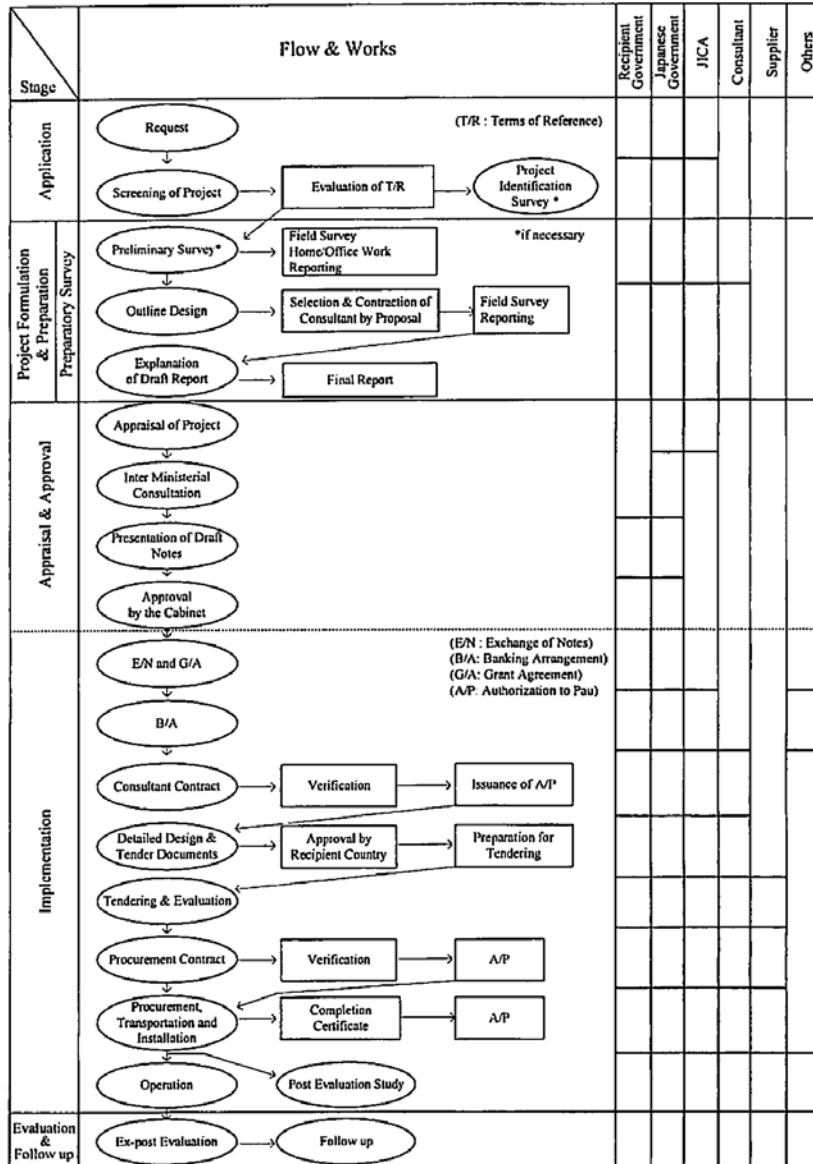 Stage
Flow & Works
Recipient
Government
Japanese
Government
JICA
Consultant
Supplier
Others
Application
Request
(T/R : Terms of Reference)
Screening of Project
Evaluation of T/R
Project
Identification
Survey *
Project Formulation
& Preparation
Preparatory Survey
Preliminary Survey*
Field Survey
Home/Office Work
Reporting
*if necessary
Outline Design
Selection & Contraction of
Consultant by Proposal
Field Survey
Reporting
Explanation
of Draft Report
Final Report
Appraisal & Approval
Appraisal of Project
Inter Ministerial
Consultation
Presentation of Draft
Notes
Approval
by the Cabinet
Implementation
E/N and G/A
(E/N : Exchange of Notes)
(B/A: Banking Arrangement)
(G/A: Grant Agreement)
(A/P: Authorization to Pau)
B/A
Consultant Contract
Verification
Issuance of A/P
Detailed Design &
Tender Documents
Approval by
Recipient Country
Preparation for
Tendering
Tendering & Evaluation
Procurement Contract
Verification
A/P
Procurement,
Transportation and
Installation
Completion
Certificate
A/P
Operation
Post Evaluation Study
Evaluation
&
Follow up
Ex-post Evaluation
Follow up